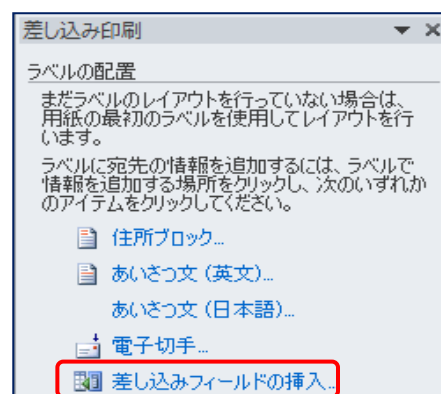 差し込み印刷
ラベルの配置
まだラベルのレイアウトを行っていない場合は、
用紙の最初のラベルを使用してレイアウトを行
います。
ラベルに宛先の情報を追加するには、ラベルで
情報を追加する場所をクリックし、次のいずれか
のアイテムをクリックしてください。
住所ブロック...
あいさつ文 (英文)...
あいさつ文 (日本語)...
電子切手...
差し込みフィールドの挿入...